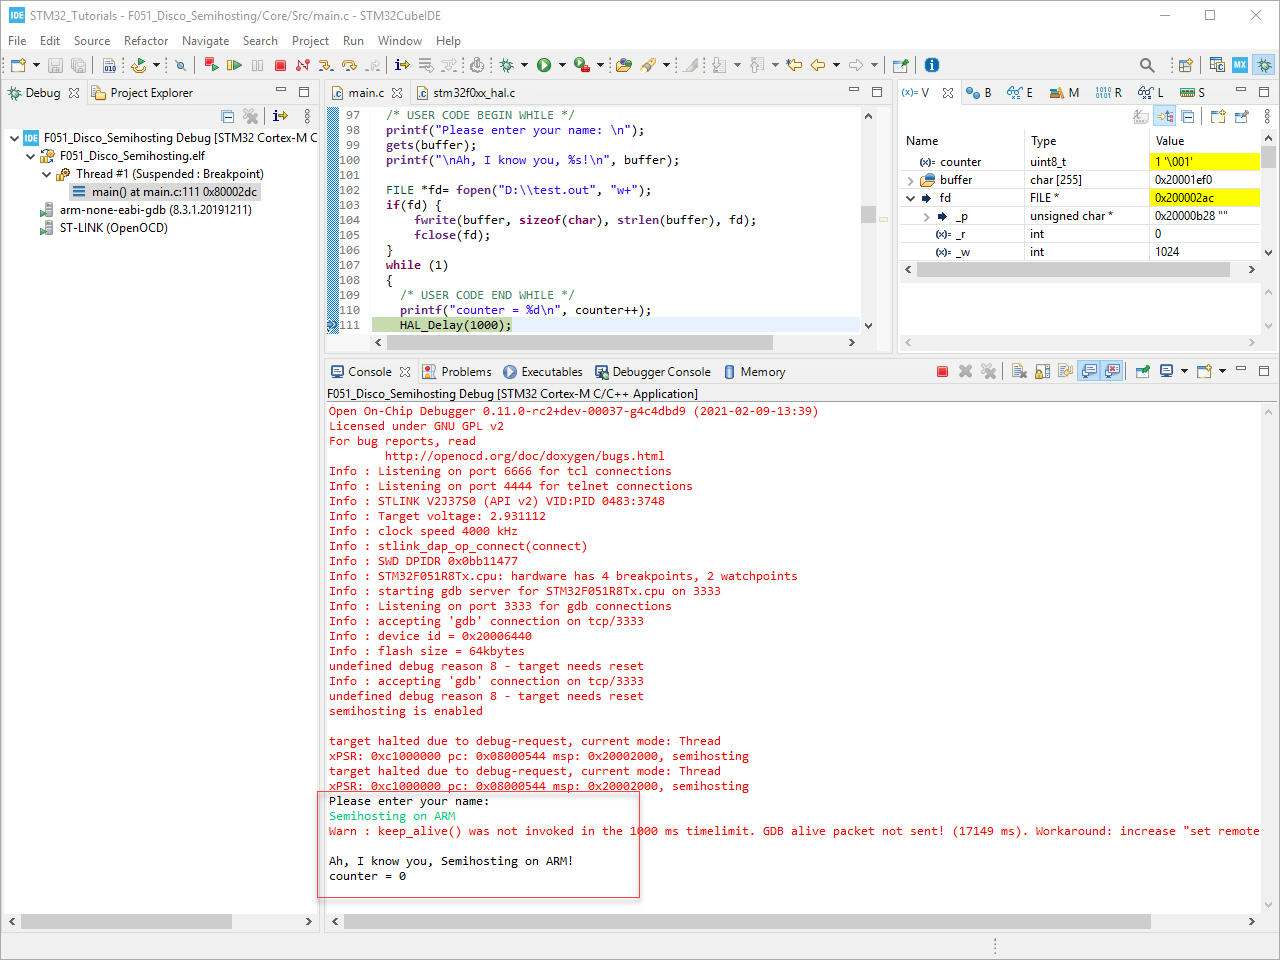 IDE STM32_Tutorials - F051_Disco_Semihosting/Core/Src/main.c - STM32CubeIDE
File Edit Source Refactor Navigate Search Project Run Window Help
Debug Project Explorer
IDE F051_Disco_Semihosting Debug [STM32 Cortex-M C
F051_Disco_Semihosting.elf
Thread #1 (Suspended : Breakpoint)
main() at main.c:111 0x80002dc
arm-none-eabi-gdb (8.3.1.20191211)
ST-LINK (OpenOCD)
main.c stm32f0xx_hal.c
97 /* USER CODE BEGIN WHILE */
98 printf("Please enter your name: \n");
99 gets(buffer);
100 printf("\nAh, I know you, %s!\n", buffer);
101
102 FILE *fd= fopen("D:\\test.out", "w+");
103 if(fd) {
104 fwrite(buffer, sizeof(char), strlen(buffer), fd);
105 fclose(fd);
106 }
107 while (1)
108 {
109 /* USER CODE END WHILE */
110 printf("counter = %d\n", counter++);
111 HAL_Delay(1000);
(x)= V B E M R L S
Name Type Value
(x)= counter uint8_t 1 '\001'
buffer char [255] 0x20001ef0
fd FILE * 0x200002ac
_p unsigned char * 0x20000b28 ""
(x)= _r int 0
(x)= _w int 1024
Console Problems Executables Debugger Console Memory
F051_Disco_Semihosting Debug [STM32 Cortex-M C/C++ Application]
Open On-Chip Debugger 0.11.0-rc2+dev-00037-g4c4dbd9 (2021-02-09-13:39)
Licensed under GNU GPL v2
For bug reports, read
http://openocd.org/doc/doxygen/bugs.html
Info : Listening on port 6666 for tcl connections
Info : Listening on port 4444 for telnet connections
Info : STLINK V2J37S0 (API v2) VID:PID 0483:3748
Info : Target voltage: 2.931112
Info : clock speed 4000 kHz
Info : stlink_dap_op_connect(connect)
Info : SWD DPIDR 0x0bb11477
Info : STM32F051R8Tx.cpu: hardware has 4 breakpoints, 2 watchpoints
Info : starting gdb server for STM32F051R8Tx.cpu on 3333
Info : Listening on port 3333 for gdb connections
Info : accepting 'gdb' connection on tcp/3333
Info : device id = 0x20006440
Info : flash size = 64kbytes
undefined debug reason 8 - target needs reset
Info : accepting 'gdb' connection on tcp/3333
undefined debug reason 8 - target needs reset
semihosting is enabled
target halted due to debug-request, current mode: Thread
xPSR: 0xc1000000 pc: 0x08000544 msp: 0x20002000, semihosting
target halted due to debug-request, current mode: Thread
xPSR: 0xc1000000 pc: 0x08000544 msp: 0x20002000, semihosting
Please enter your name:
Semihosting on ARM
Warn : keep_alive() was not invoked in the 1000 ms timelimit. GDB alive packet not sent! (17149 ms). Workaround: increase "set remote
Ah, I know you, Semihosting on ARM!
counter = 0